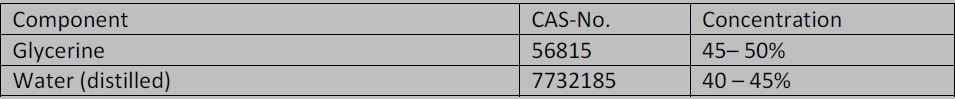 Component CAS-No. Concentration
Glycerine 56815 45– 50%
Water (distilled) 7732185 40 – 45%